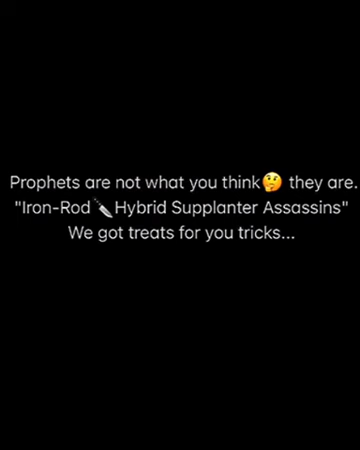 Prophets are not what you think🤔 they are.
"Iron-Rod🔪Hybrid Supplanter Assassins"
We got treats for you tricks...